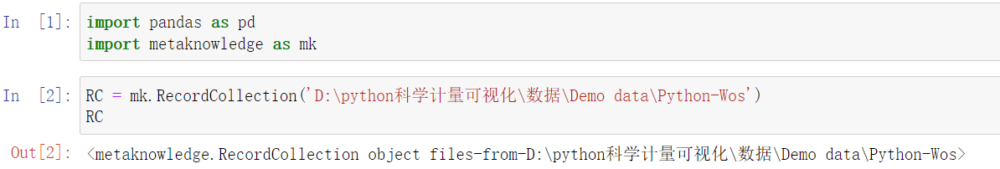 In [1]: import pandas as pd
import metaknowledge as mk
In [2]: RC = mk.RecordCollection('D:\python科学计量可视化\数据\Demo data\Python-Wos')
RC
Out[2]: <metaknowledge.RecordCollection object files-from-D:\python科学计量可视化\数据\Demo data\Python-Wos>